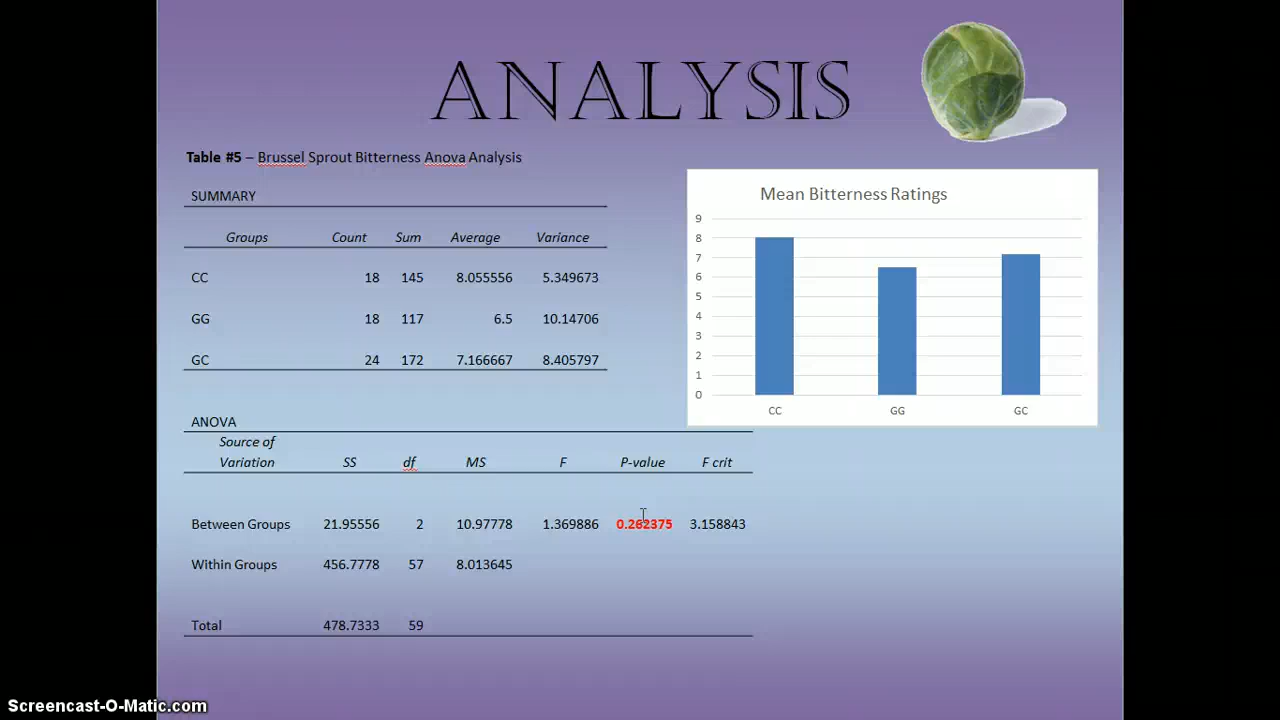 ANALYSIS
Table #5 – Brussel Sprout Bitterness Anova Analysis
SUMMARY
Groups Count Sum Average Variance
CC 18 145 8.055556 5.349673
GG 18 117 6.5 10.14706
GC 24 172 7.166667 8.405797
Mean Bitterness Ratings
9
8
7
6
5
4
3
2
1
0
CC GG GC
ANOVA
Source of
Variation SS df MS F P-value F crit
Between Groups 21.95556 2 10.97778 1.369886 0.262375 3.158843
Within Groups 456.7778 57 8.013645
Total 478.7333 59
Screencast-O-Matic.com